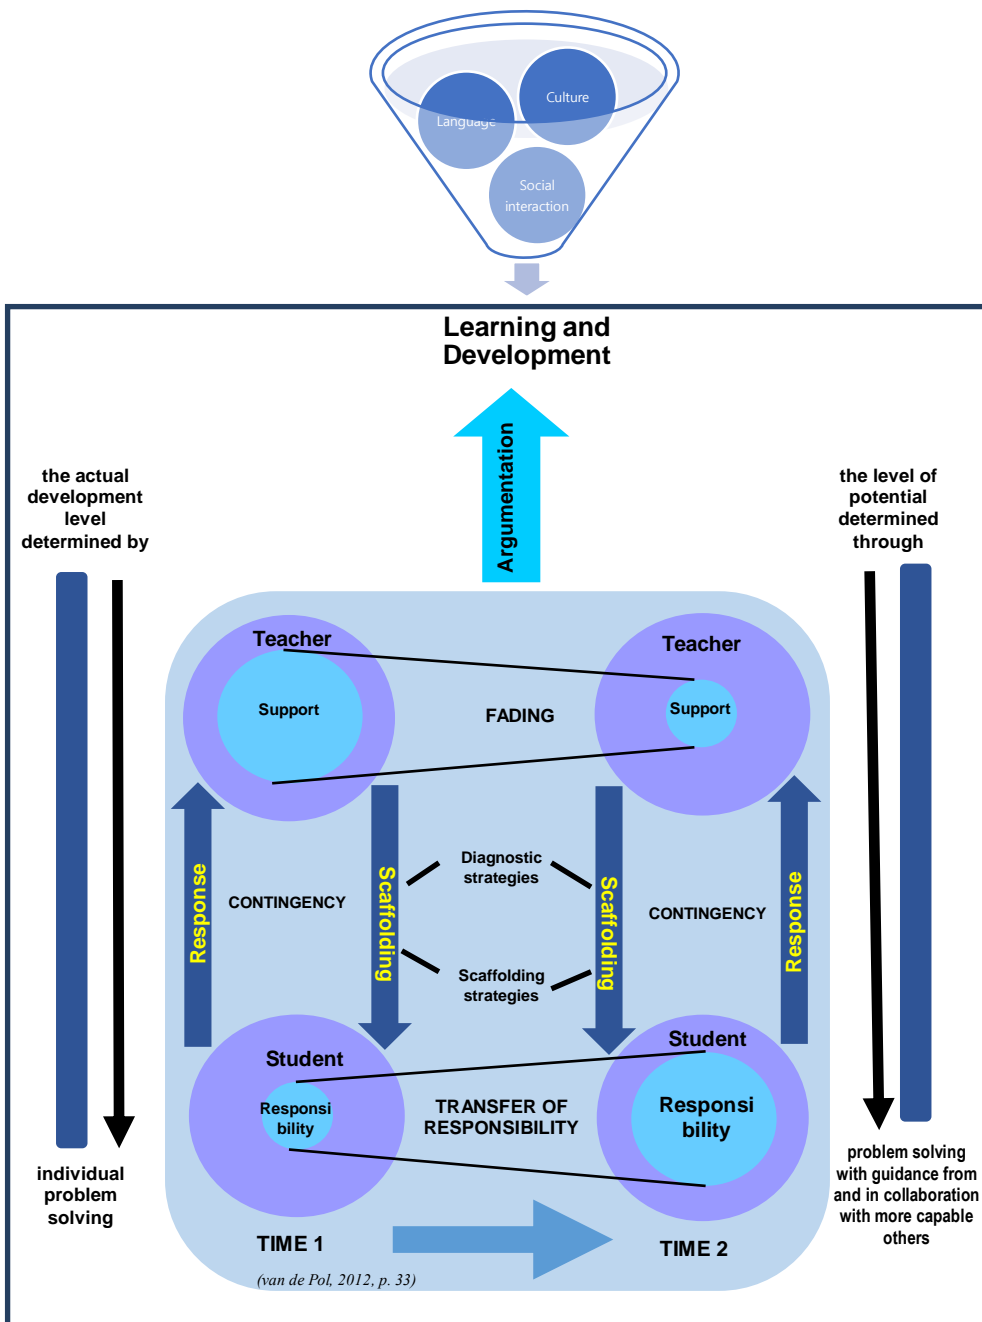 Language
Culture
Social
interaction
Learning and
Development
Argumentation
the actual
development
level
determined by
the level of
potential
determined
through
Teacher
Support
FADING
Teacher
Support
Response
CONTINGENCY
Scaffolding
Diagnostic
strategies
Scaffolding
strategies
Scaffolding
CONTINGENCY
Response
Student
Responsi
bility
TRANSFER OF
RESPONSIBILITY
Student
Responsi
bility
individual
problem
solving
problem solving
with guidance from
and in collaboration
with more capable
others
TIME 1
TIME 2
(van de Pol, 2012, p. 33)